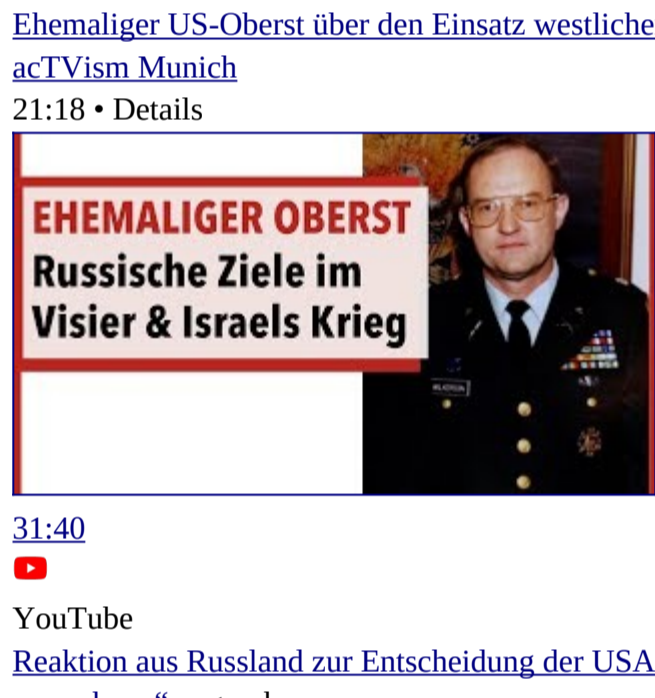 Ehemaliger US-Oberst über den Einsatz westliche
acTVism Munich
21:18 • Details
EHEMALIGER OBERST
Russische Ziele im
Visier & Israels Krieg
WILKERSON
31:40
YouTube
Reaktion aus Russland zur Entscheidung der USA